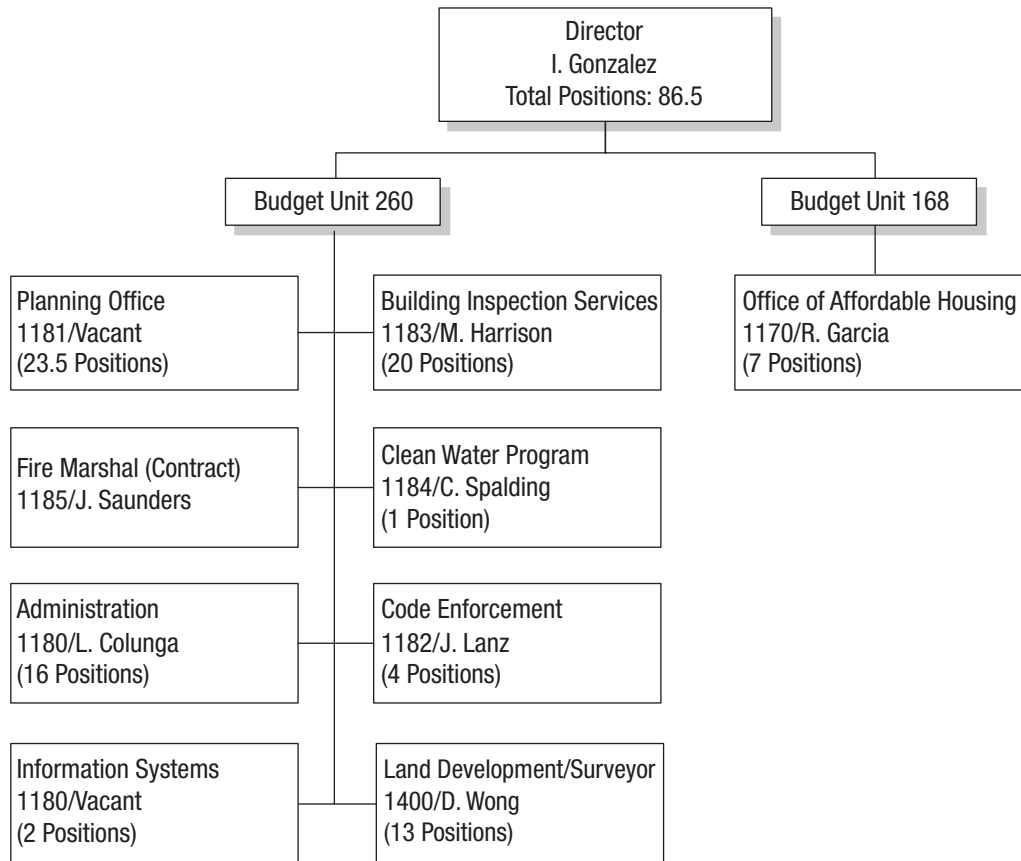 Director
I. Gonzalez
Total Positions: 86.5
Budget Unit 260
Budget Unit 168
Planning Office
1181/Vacant
(23.5 Positions)
Building Inspection Services
1183/M. Harrison
(20 Positions)
Office of Affordable Housing
1170/R. Garcia
(7 Positions)
Fire Marshal (Contract)
1185/J. Saunders
Clean Water Program
1184/C. Spalding
(1 Position)
Administration
1180/L. Colunga
(16 Positions)
Code Enforcement
1182/J. Lanz
(4 Positions)
Information Systems
1180/Vacant
(2 Positions)
Land Development/Surveyor
1400/D. Wong
(13 Positions)